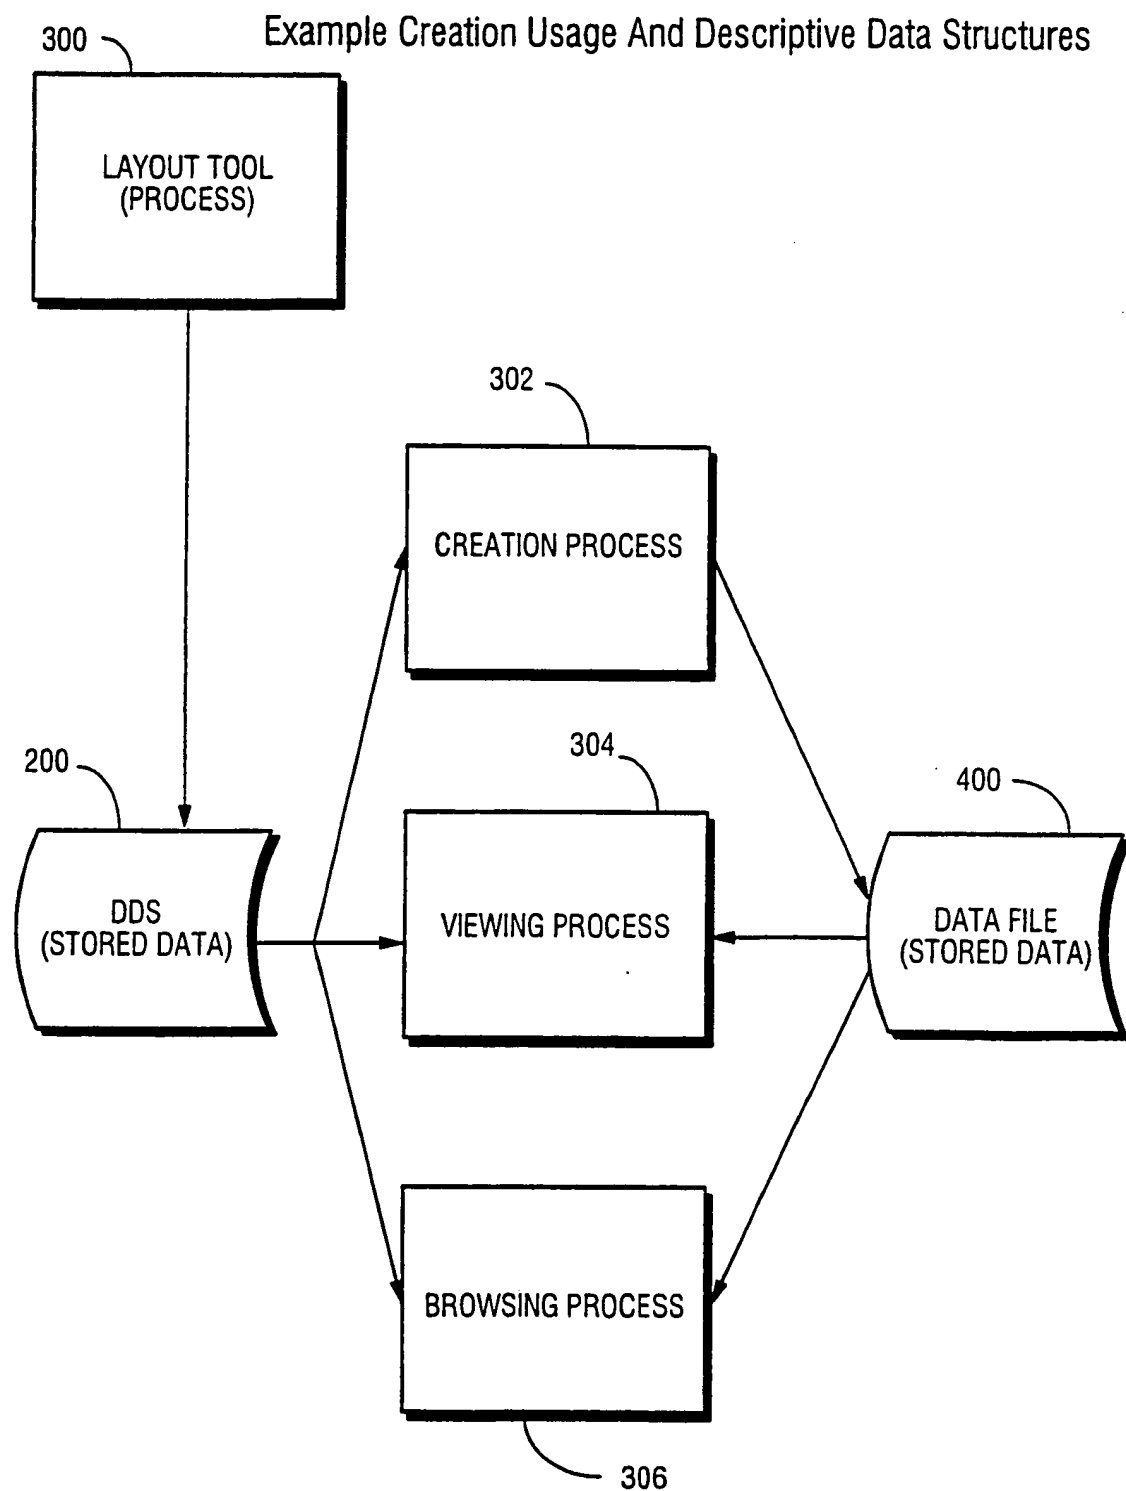 Example Creation Usage And Descriptive Data Structures
300
LAYOUT TOOL
(PROCESS)
302
CREATION PROCESS
200
DDS
(STORED DATA)
304
VIEWING PROCESS
400
DATA FILE
(STORED DATA)
BROWSING PROCESS
306